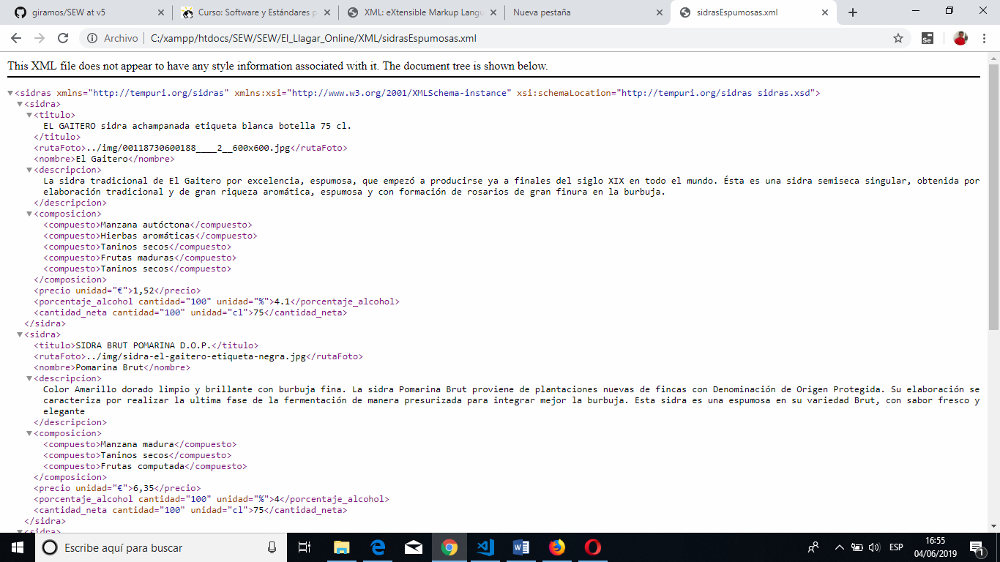 giramos/SEW at v5
Curso: Software y Estándares p
XML: eXtensible Markup Langu
Nueva pestaña
sidrasEspumosas.xml
Archivo
C:/xampp/htdocs/SEW/SEW/El_Llagar_Online/XML/sidrasEspumosas.xml
Se
This XML file does not appear to have any style information associated with it. The document tree is shown below.
<sidras xmlns="http://tempuri.org/sidras" xmlns:xsi="http://www.w3.org/2001/XMLSchema-instance" xsi:schemaLocation="http://tempuri.org/sidras sidras.xsd">
<sidra>
<titulo>
EL GAITERO sidra achampanada etiqueta blanca botella 75 cl.
</titulo>
<rutaFoto>../img/00118730600188____2__600x600.jpg</rutaFoto>
<nombre>El Gaitero</nombre>
<descripcion>
La sidra tradicional de El Gaitero por excelencia, espumosa, que empezó a producirse ya a finales del siglo XIX en todo el mundo. Ésta es una sidra semiseca singular, obtenida por
elaboración tradicional y de gran riqueza aromática, espumosa y con formación de rosarios de gran finura en la burbuja.
</descripcion>
<composicion>
<compuesto>Manzana autóctona</compuesto>
<compuesto>Hierbas aromáticas</compuesto>
<compuesto>Taninos secos</compuesto>
<compuesto>Frutas maduras</compuesto>
<compuesto>Taninos secos</compuesto>
</composicion>
<precio unidad="€">1,52</precio>
<porcentaje_alcohol cantidad="100" unidad="%">4.1</porcentaje_alcohol>
<cantidad_neta cantidad="100" unidad="cl">75</cantidad_neta>
</sidra>
<sidra>
<titulo>SIDRA BRUT POMARINA D.O.P.</titulo>
<rutaFoto>../img/sidra-el-gaitero-etiqueta-negra.jpg</rutaFoto>
<nombre>Pomarina Brut</nombre>
<descripcion>
Color Amarillo dorado limpio y brillante con burbuja fina. La sidra Pomarina Brut proviene de plantaciones nuevas de fincas con Denominación de Origen Protegida. Su elaboración se
caracteriza por realizar la ultima fase de la fermentación de manera presurizada para integrar mejor la burbuja. Esta sidra es una espumosa en su variedad Brut, con sabor fresco y
elegante
</descripcion>
<composicion>
<compuesto>Manzana madura</compuesto>
<compuesto>Taninos secos</compuesto>
<compuesto>Frutas computada</compuesto>
</composicion>
<precio unidad="€">6,35</precio>
<porcentaje_alcohol cantidad="100" unidad="%">4</porcentaje_alcohol>
<cantidad_neta cantidad="100" unidad="cl">75</cantidad_neta>
</sidra>
<sidra>
Escribe aquí para buscar
ESP
16:55
04/06/2019
1